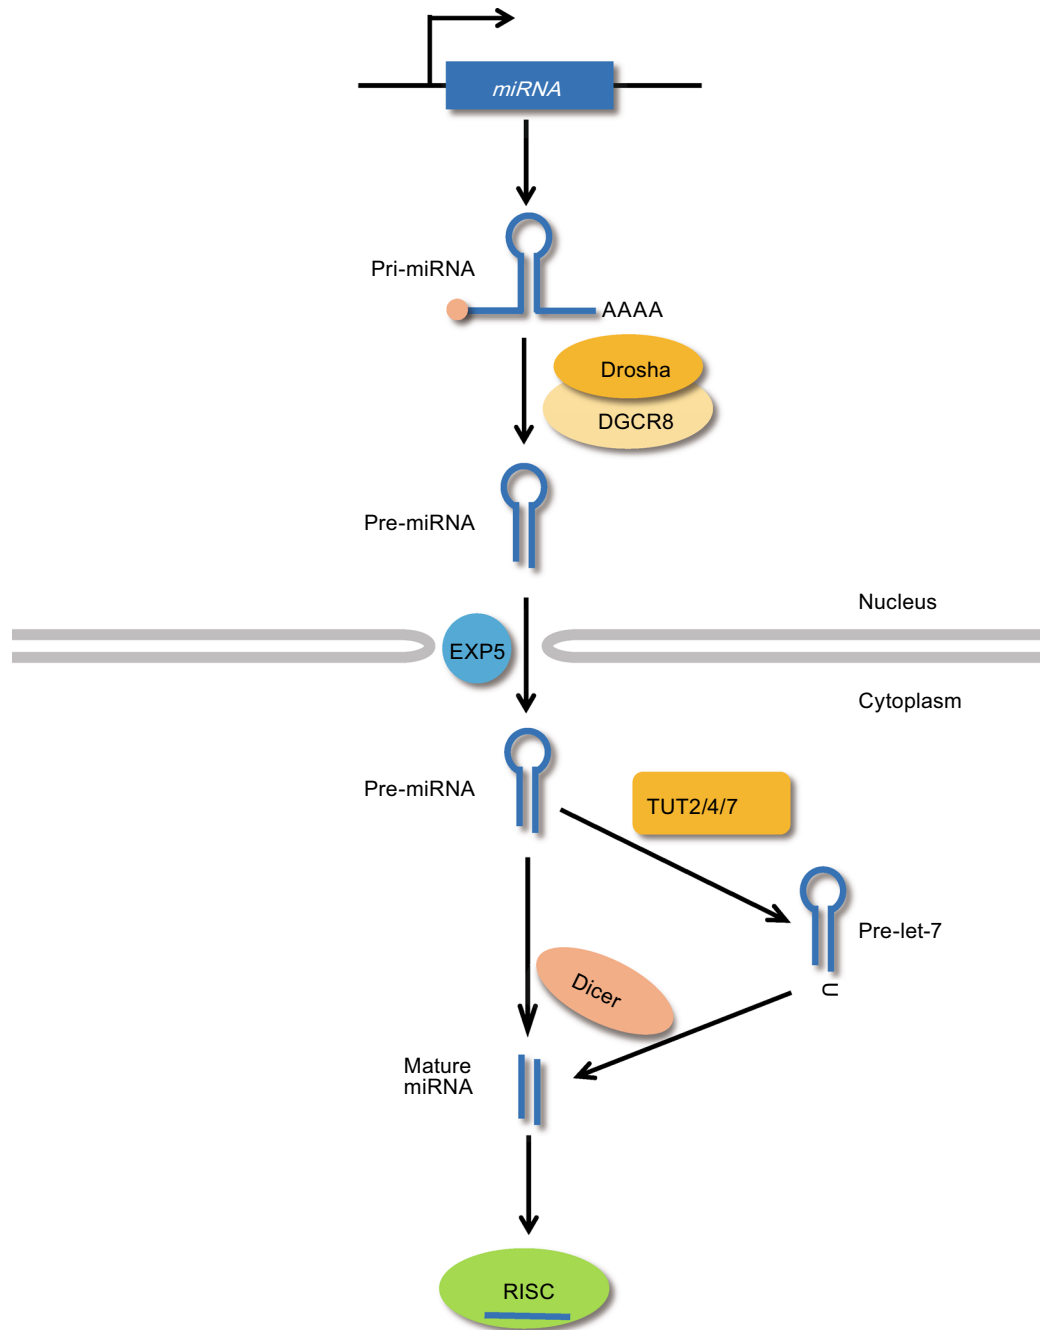 miRNA
Pri-miRNA
AAAA
Drosha
DGCR8
Pre-miRNA
Nucleus
EXP5
Cytoplasm
Pre-miRNA
TUT2/4/7
Pre-let-7
U
Dicer
Mature
miRNA
RISC